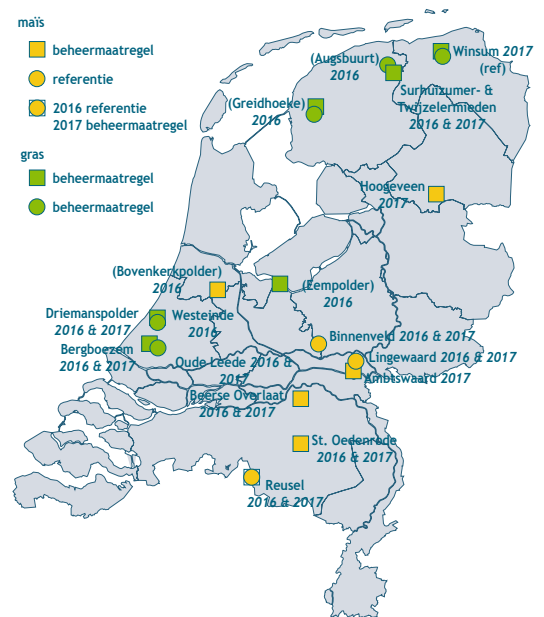 maïs
beheermaatregel
referentie
2016 referentie
2017 beheermaatregel
gras
beheermaatregel
beheermaatregel
(Augsbuurt)
2016
Winsum 2017
(ref)
Surhuizumer- &
Twijzelermieden
2016 & 2017
(Greidhoeke)
2016
Hoogeveen
2017
(Bovenkerkpolder)
2016
(Eempolder)
2016
Driemanspolder
2016 & 2017
Westeinde
2016
Bergboezem
2016 & 2017
Binnenveld 2016 & 2017
Lingewaard 2016 & 2017
Oude Leede 2016 &
2017
Ambtswaard 2017
(Beerse Overlaat
2016 & 2017
St. Oedenrode
2016 & 2017
Reusel
2016 & 2017